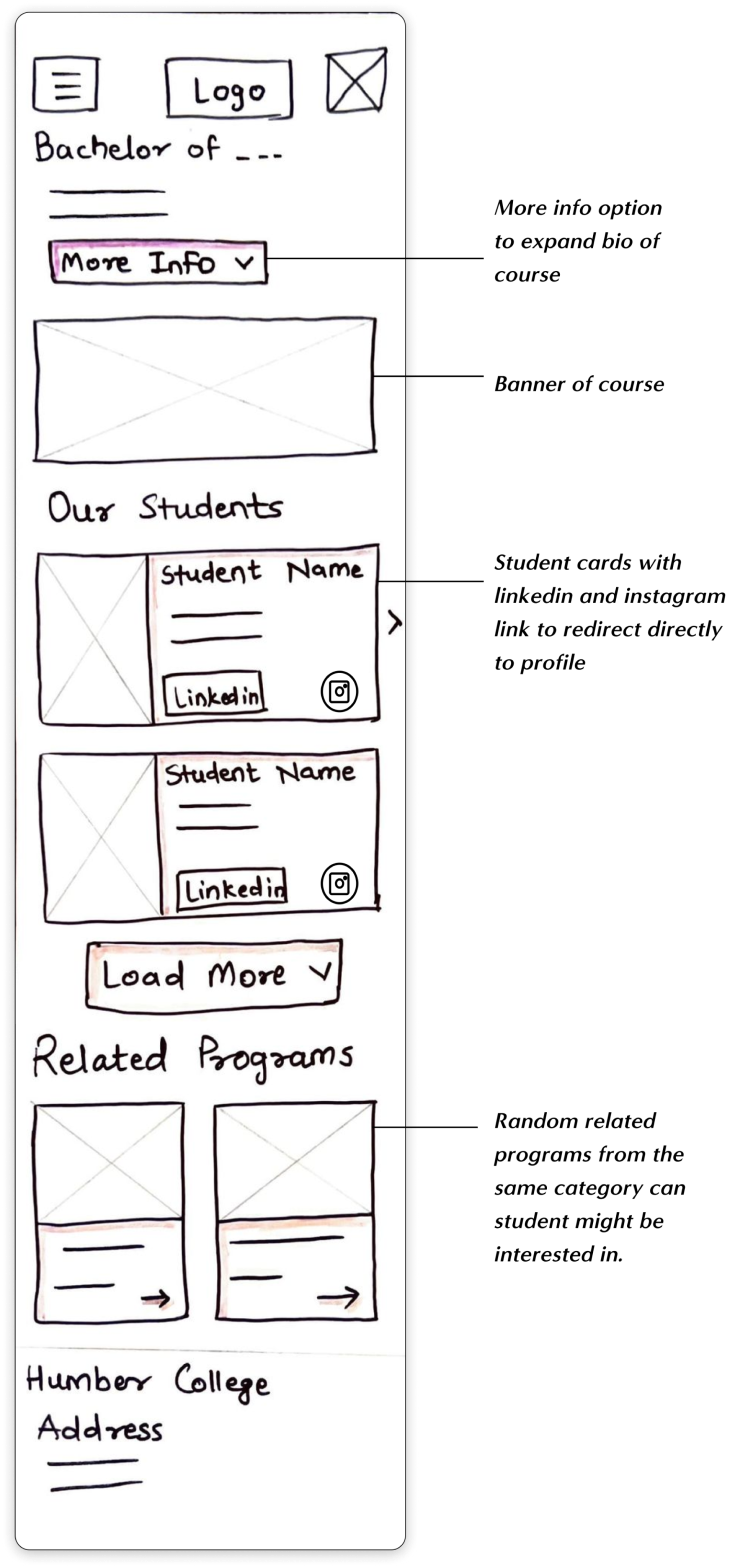 Logo
Bachelor of ---
More Info
More info option
to expand bio of
course
Banner of course
Our Students
Student Name
Linkedin
Student cards with
linkedin and instagram
link to redirect directly
to profile
Student Name
Linkedin
Load More
Related Programs
Random related
programs from the
same category can
student might be
interested in.
Humber College
Address